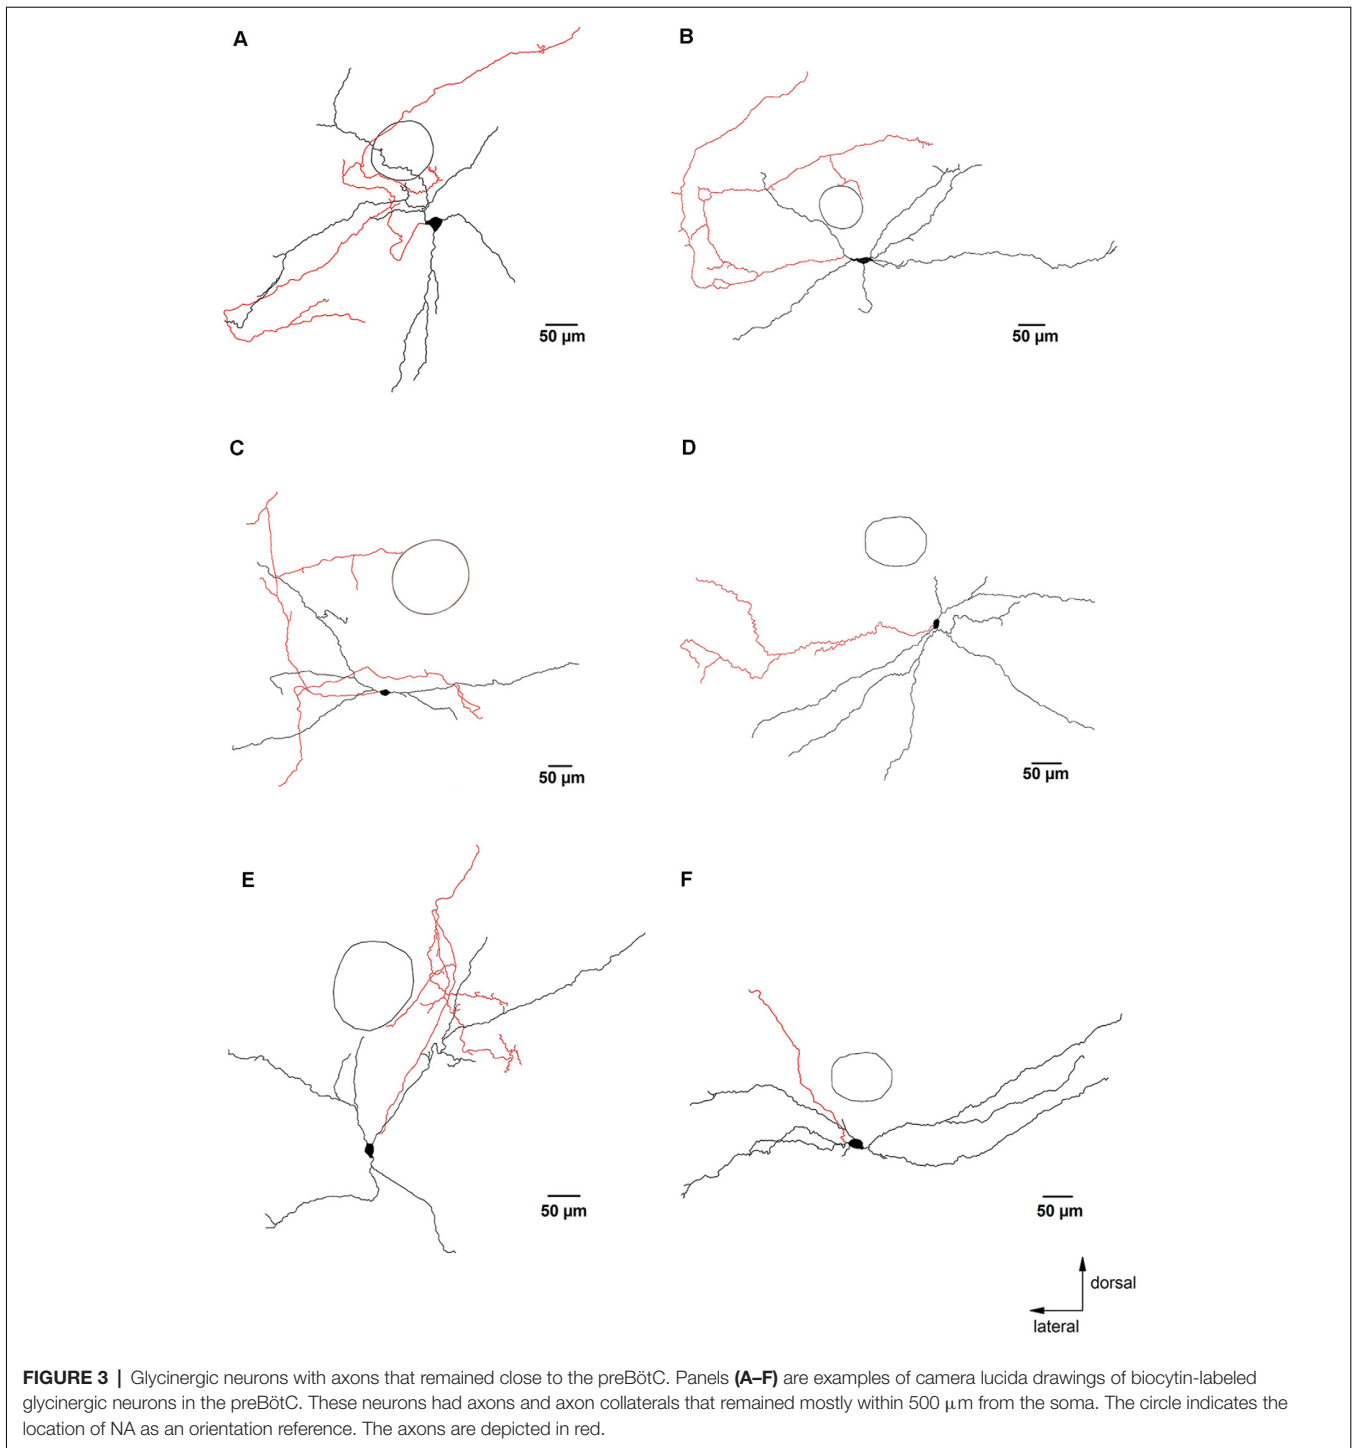 A
B
50 µm
50 µm
C
D
50 µm
50 µm
E
F
50 µm
50 µm
dorsal
lateral
FIGURE 3 | Glycinergic neurons with axons that remained close to the preBötC. Panels (A–F) are examples of camera lucida drawings of biocytin-labeled
glycinergic neurons in the preBötC. These neurons had axons and axon collaterals that remained mostly within 500 µm from the soma. The circle indicates the
location of NA as an orientation reference. The axons are depicted in red.